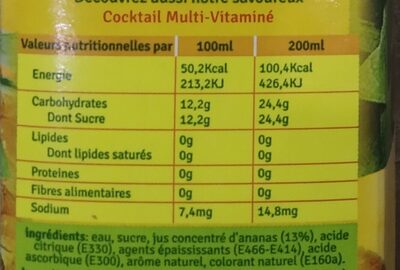 Découvrez aussi notre savoureux
Cocktail Multi-Vitaminé
Valeurs nutritionnelles par 100ml 200ml
Energie 50,2Kcal 100,4Kcal
213,2KJ 426,4KJ
Carbohydrates 12,2g 24,4g
Dont Sucre 12,2g 24,4g
Lipides 0g 0g
Dont lipides saturés 0g 0g
Proteines 0g 0g
Fibres alimentaires 0g 0g
Sodium 7,4mg 14,8mg
Ingrédients: eau, sucre, jus concentré d'ananas (13%), acide
citrique (E330), agents épaississants (E466-E414), acide
ascorbique (E300), arôme naturel, colorant naturel (E160a).